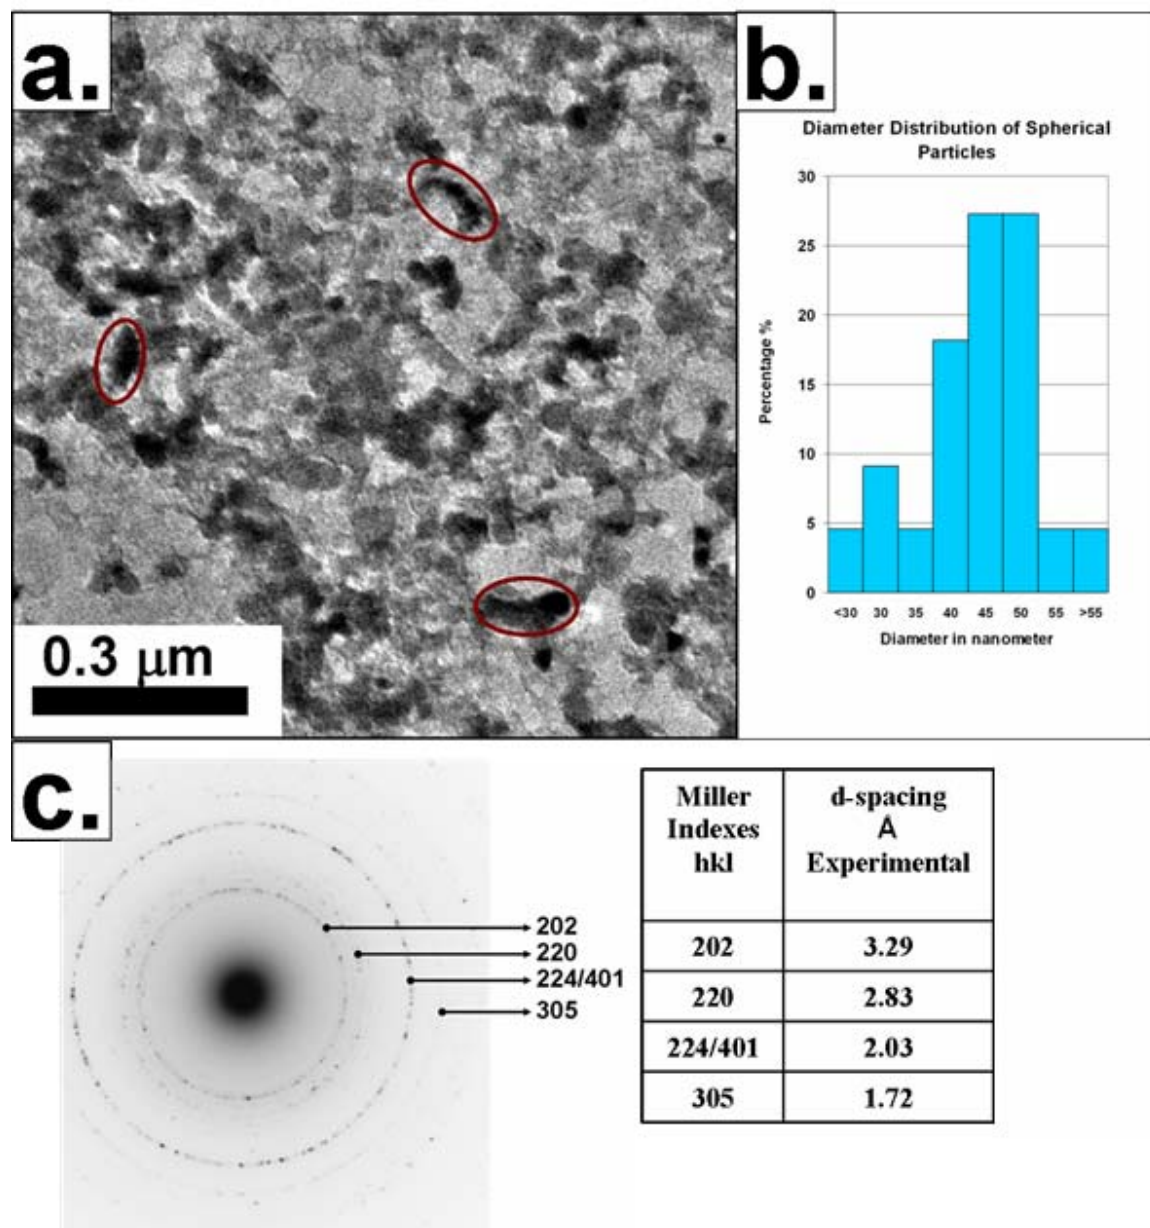 a.
0.3 μm
b.
Diameter Distribution of Spherical
Particles
30
25
20
15
10
5
0
Percentage %
<30 30 35 40 45 50 55 >55
Diameter in nanometer
c.
202
220
224/401
305
Miller Indexes hkl d-spacing Å Experimental
202 3.29
220 2.83
224/401 2.03
305 1.72